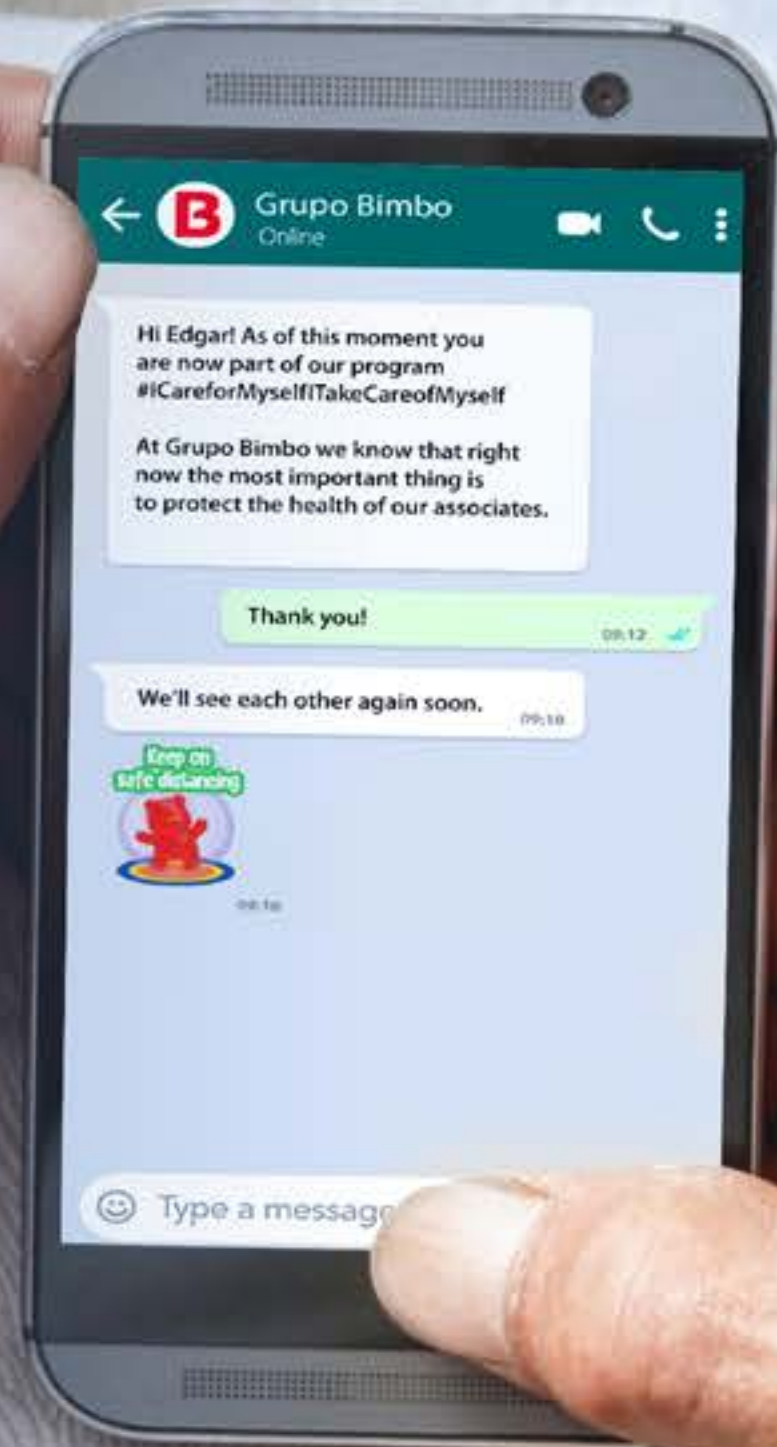 B
Grupo Bimbo
Online
Hi Edgar! As of this moment you
are now part of our program
#ICareforMyselfITakeCareofMyself
At Grupo Bimbo we know that right
now the most important thing is
to protect the health of our associates.
Thank you!
09:12
We'll see each other again soon.
Keep on
safe distancing
Type a message